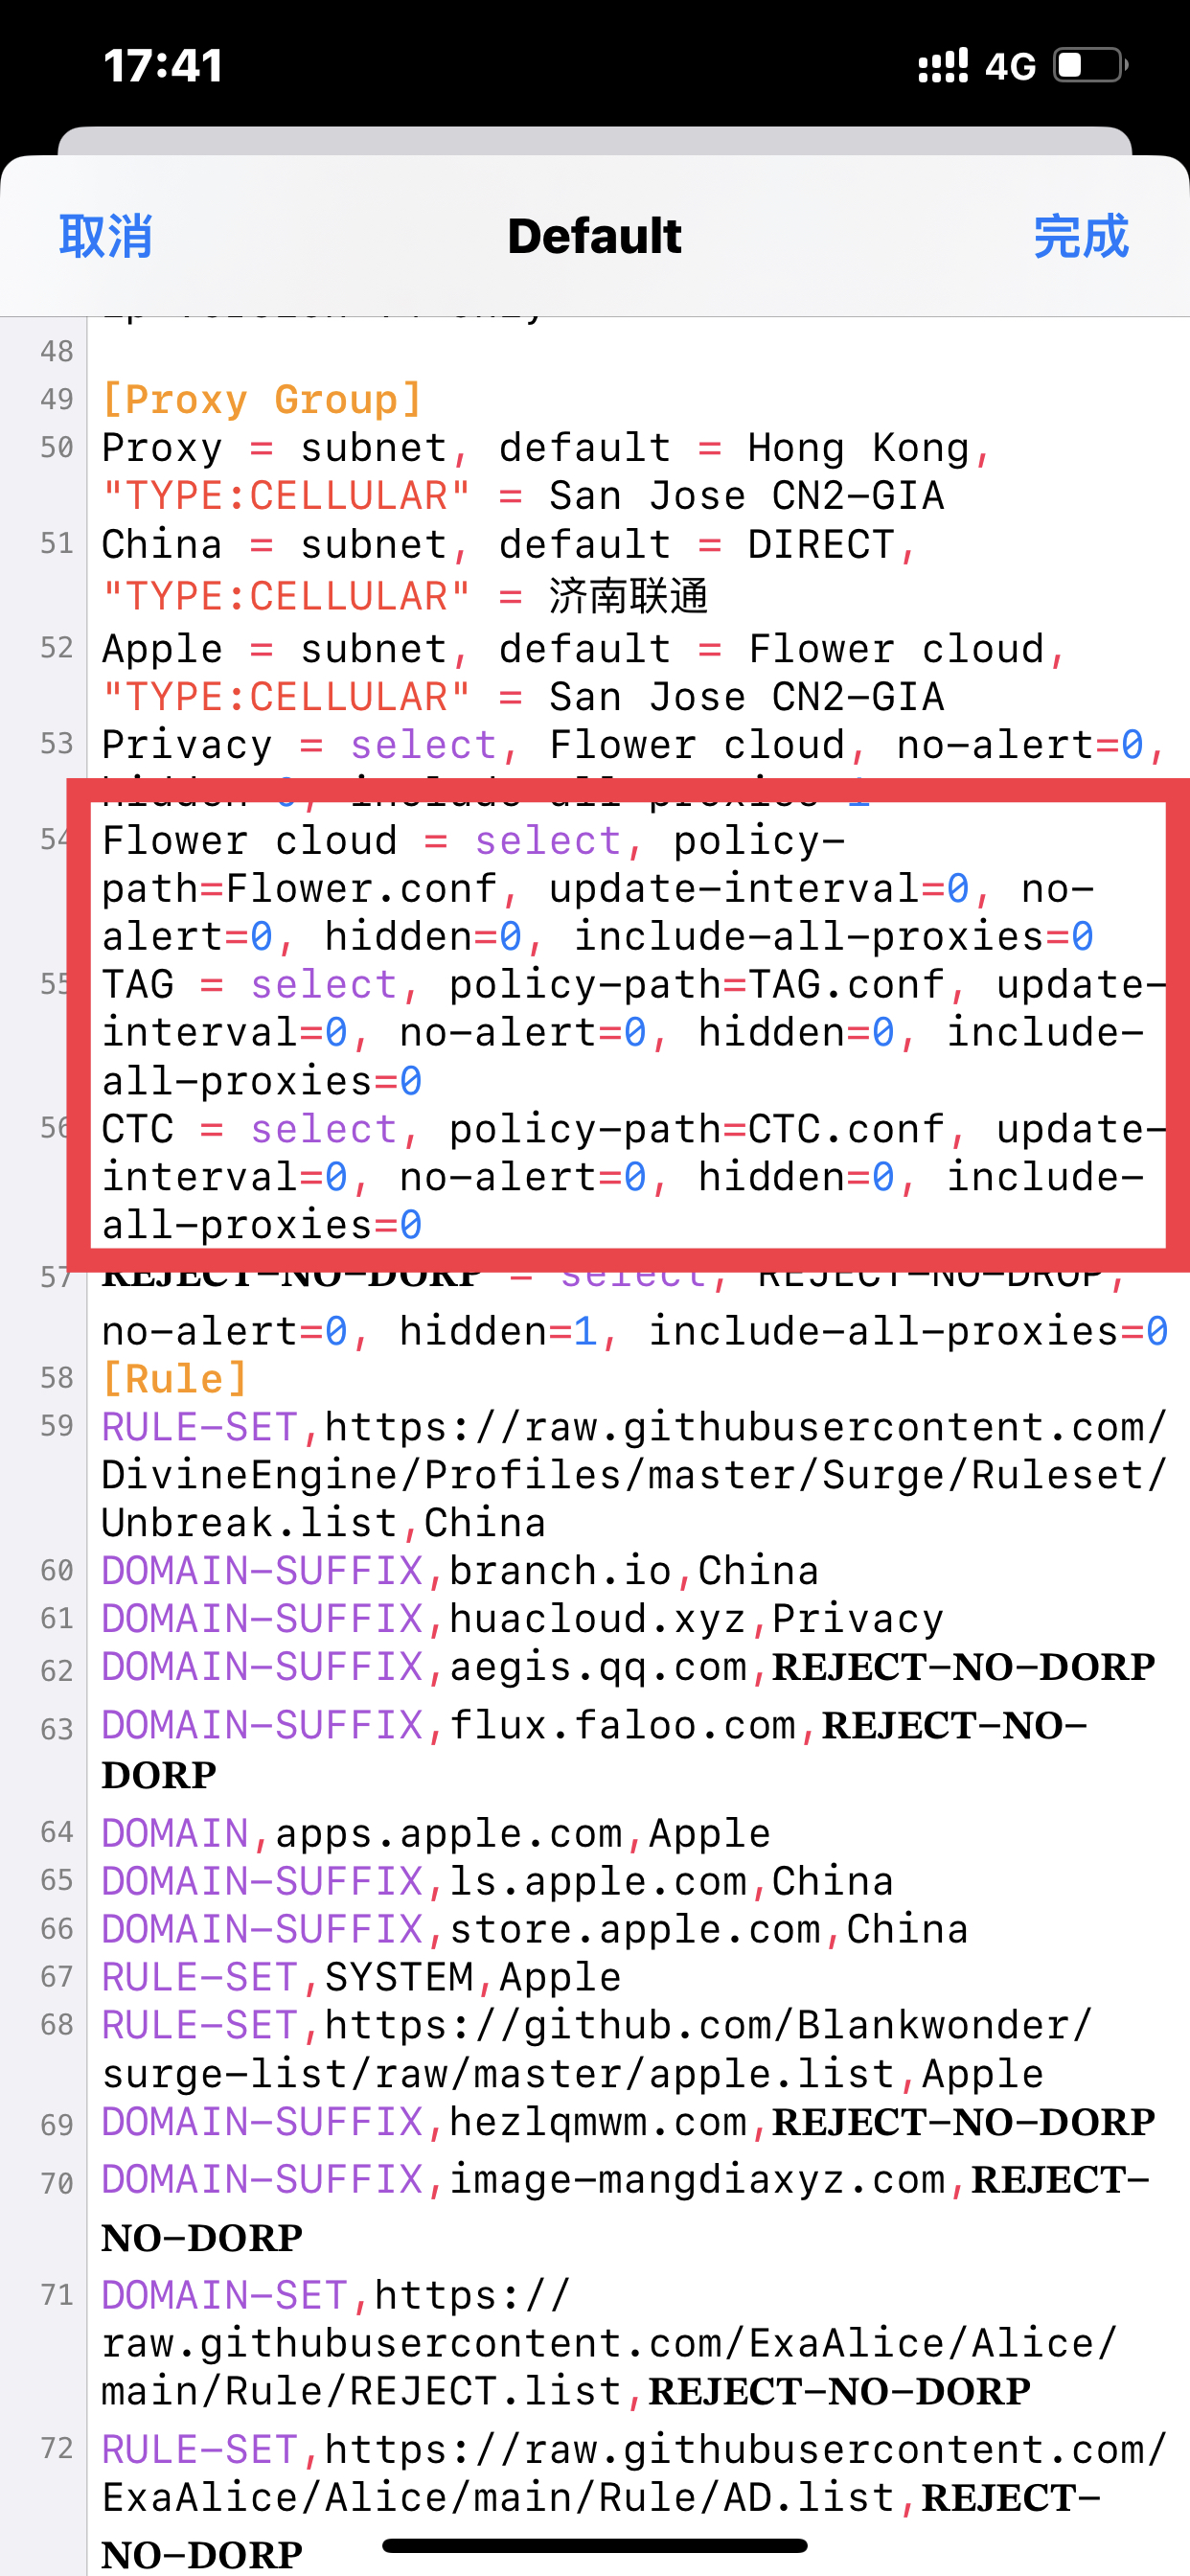 17:41
4G
取消
Default
完成
48
49 [Proxy Group]
50 Proxy = subnet, default = Hong Kong,
"TYPE:CELLULAR" = San Jose CN2-GIA
51 China = subnet, default = DIRECT,
"TYPE:CELLULAR" = 济南联通
52 Apple = subnet, default = Flower cloud,
"TYPE:CELLULAR" = San Jose CN2-GIA
53 Privacy = select, Flower cloud, no-alert=0,
hidden=0, include-all-proxies=1
54 Flower cloud = select, policy-
path=Flower.conf, update-interval=0, no-
alert=0, hidden=0, include-all-proxies=0
55 TAG = select, policy-path=TAG.conf, update-
interval=0, no-alert=0, hidden=0, include-
all-proxies=0
56 CTC = select, policy-path=CTC.conf, update-
interval=0, no-alert=0, hidden=0, include-
all-proxies=0
57 𝐑𝐄𝐉𝐄𝐂𝐓-𝐍𝐎-𝐃𝐎𝐑𝐏 = select, REJECT-NO-DROP,
no-alert=0, hidden=1, include-all-proxies=0
58 [Rule]
59 RULE-SET,https://raw.githubusercontent.com/
DivineEngine/Profiles/master/Surge/Ruleset/
Unbreak.list,China
60 DOMAIN-SUFFIX,branch.io,China
61 DOMAIN-SUFFIX,huacloud.xyz,Privacy
62 DOMAIN-SUFFIX,aegis.qq.com,𝐑𝐄𝐉𝐄𝐂𝐓-𝐍𝐎-𝐃𝐎𝐑𝐏
63 DOMAIN-SUFFIX,flux.faloo.com,𝐑𝐄𝐉𝐄𝐂𝐓-𝐍𝐎-
𝐃𝐎𝐑𝐏
64 DOMAIN,apps.apple.com,Apple
65 DOMAIN-SUFFIX,ls.apple.com,China
66 DOMAIN-SUFFIX,store.apple.com,China
67 RULE-SET,SYSTEM,Apple
68 RULE-SET,https://github.com/Blankwonder/
surge-list/raw/master/apple.list,Apple
69 DOMAIN-SUFFIX,hezlqmwm.com,𝐑𝐄𝐉𝐄𝐂𝐓-𝐍𝐎-𝐃𝐎𝐑𝐏
70 DOMAIN-SUFFIX,image-mangdiaxyz.com,𝐑𝐄𝐉𝐄𝐂𝐓-
𝐍𝐎-𝐃𝐎𝐑𝐏
71 DOMAIN-SET,https://
raw.githubusercontent.com/ExaAlice/Alice/
main/Rule/REJECT.list,𝐑𝐄𝐉𝐄𝐂𝐓-𝐍𝐎-𝐃𝐎𝐑𝐏
72 RULE-SET,https://raw.githubusercontent.com/
ExaAlice/Alice/main/Rule/AD.list,𝐑𝐄𝐉𝐄𝐂𝐓-
𝐍𝐎-𝐃𝐎𝐑𝐏